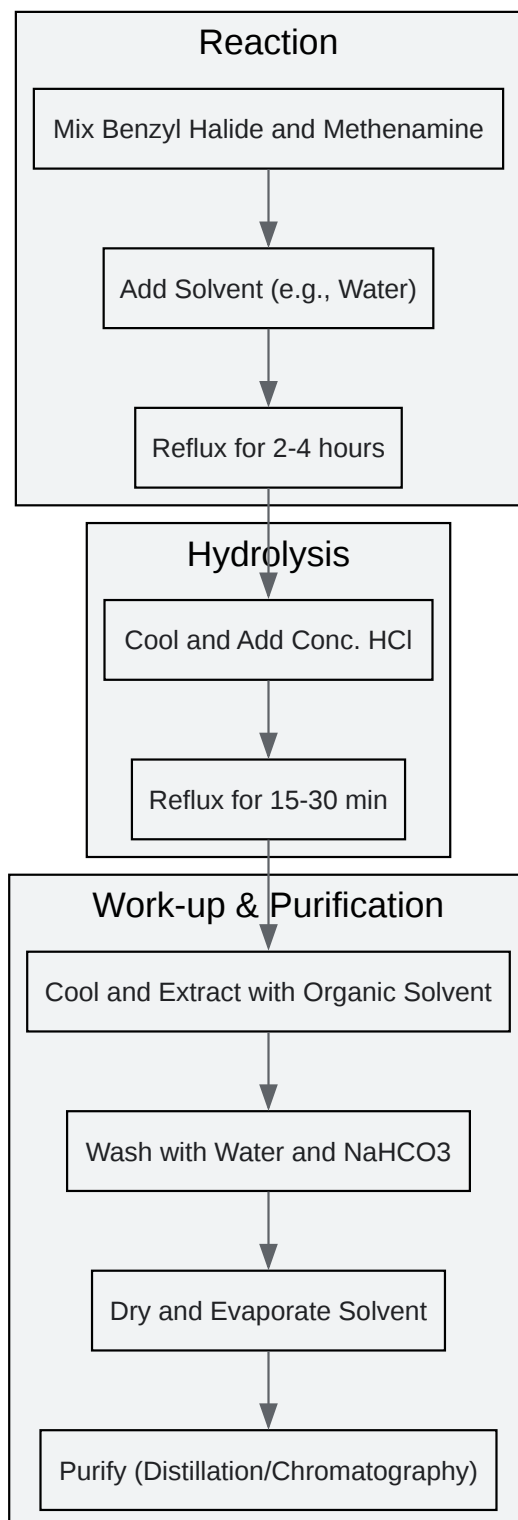 Reaction
Mix Benzyl Halide and Methenamine
Add Solvent (e.g., Water)
Reflux for 2-4 hours
Hydrolysis
Cool and Add Conc. HCl
Reflux for 15-30 min
Work-up & Purification
Cool and Extract with Organic Solvent
Wash with Water and NaHCO3
Dry and Evaporate Solvent
Purify (Distillation/Chromatography)